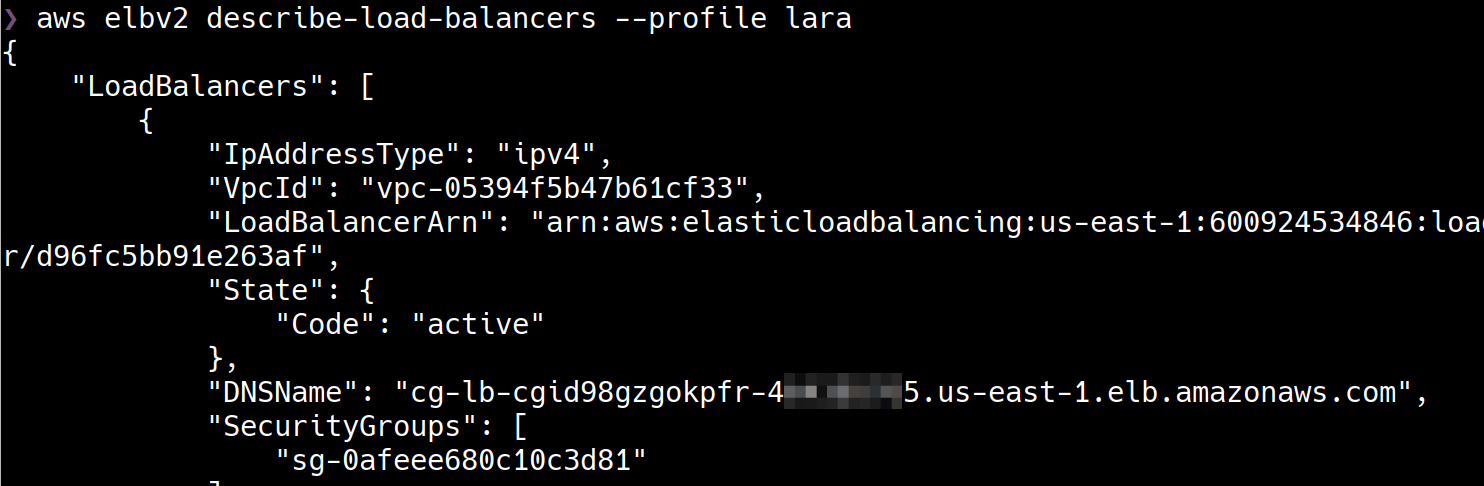 ❯ aws elbv2 describe-load-balancers --profile lara
{
    "LoadBalancers": [
        {
            "IpAddressType": "ipv4",
            "VpcId": "vpc-05394f5b47b61cf33",
            "LoadBalancerArn": "arn:aws:elasticloadbalancing:us-east-1:600924534846:loa
r/d96fc5bb91e263af",
            "State": {
                "Code": "active"
            },
            "DNSName": "cg-lb-cgid98gzgokpfr-4 5.us-east-1.elb.amazonaws.com",
            "SecurityGroups": [
                "sg-0afeee680c10c3d81"